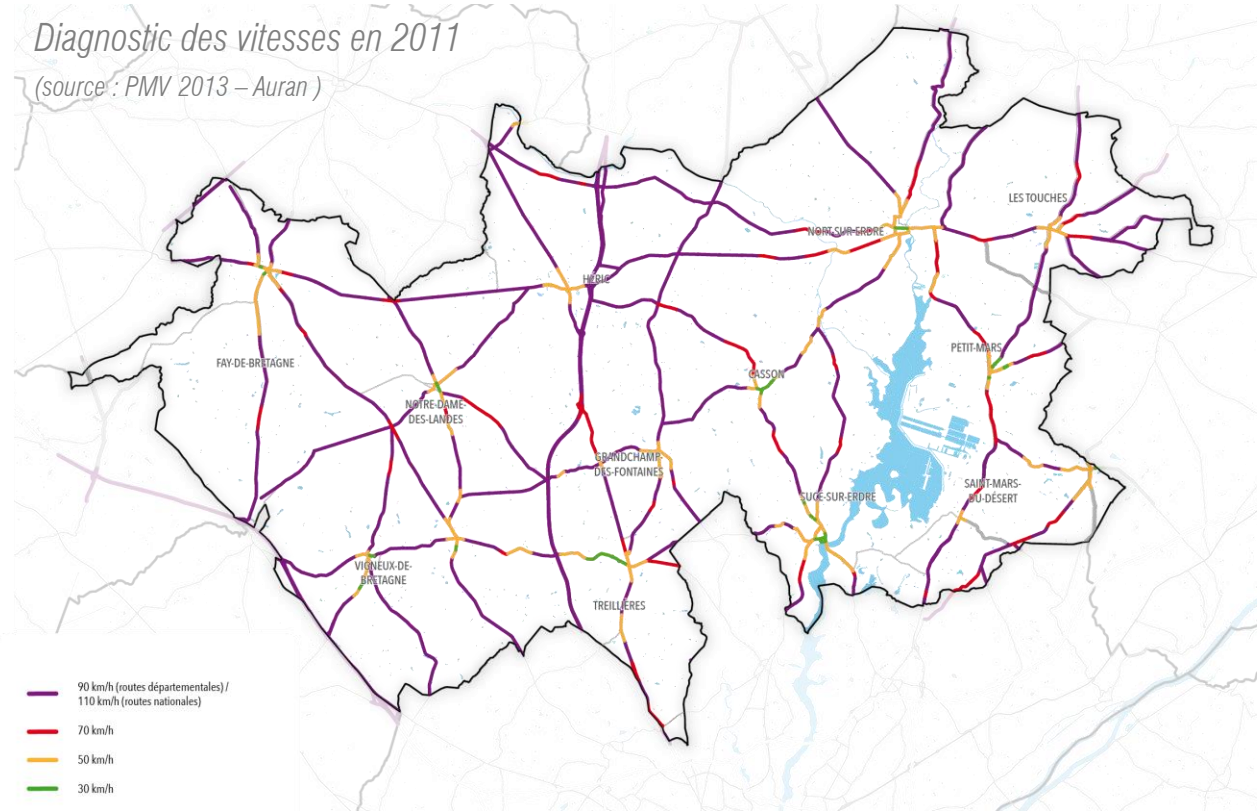 Diagnostic des vitesses en 2011
(source : PMV 2013 – Auran )
LES TOUCHES
NORT-SUR-ERDRE
HÉRIC
PETIT-MARS
FAY-DE-BRETAGNE
CASSON
NOTRE-DAME-
DES-LANDES
GRANDCHAMP-
DES-FONTAINES
SAINT-MARS-
DU-DÉSERT
SUCÉ-SUR-ERDRE
VIGNEUX-DE-
BRETAGNE
TREILLIÈRES
90 km/h (routes départementales) /
110 km/h (routes nationales)
70 km/h
50 km/h
30 km/h